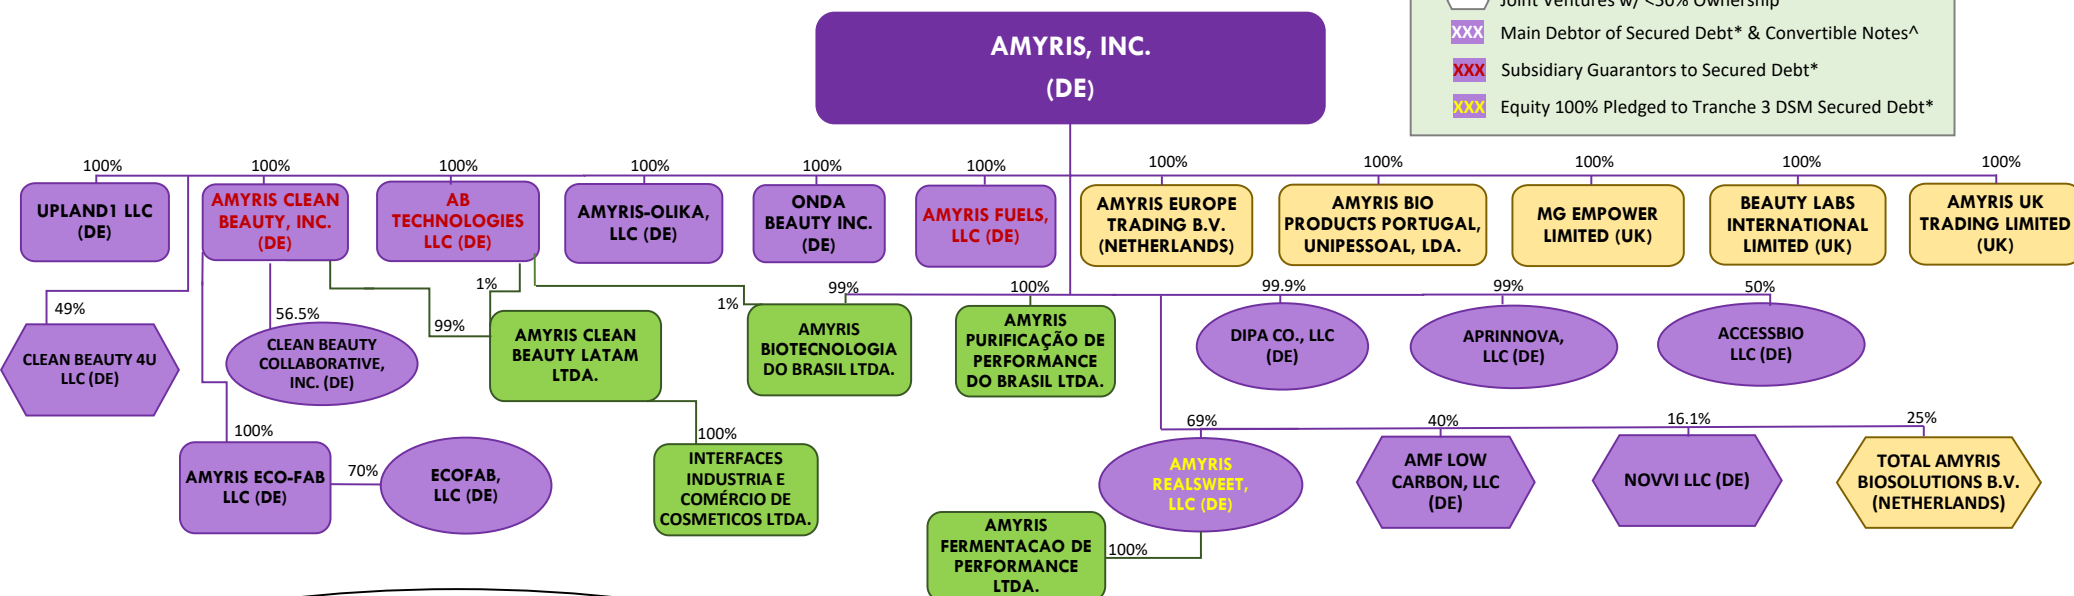 Joint Ventures w/ <50% Ownership
XXX Main Debtor of Secured Debt* & Convertible Notes^
XXX Subsidiary Guarantors to Secured Debt*
XXX Equity 100% Pledged to Tranche 3 DSM Secured Debt*
AMYRIS, INC.
(DE)
100%
100%
100%
100%
100%
100%
100%
100%
100%
100%
100%
UPLAND1 LLC
(DE)
AMYRIS CLEAN
BEAUTY, INC.
(DE)
AB
TECHNOLOGIES
LLC (DE)
AMYRIS-OLIKA,
LLC (DE)
ONDA
BEAUTY INC.
(DE)
AMYRIS FUELS,
LLC (DE)
AMYRIS EUROPE
TRADING B.V.
(NETHERLANDS)
AMYRIS BIO
PRODUCTS PORTUGAL,
UNIPESSOAL, LDA.
MG EMPOWER
LIMITED (UK)
BEAUTY LABS
INTERNATIONAL
LIMITED (UK)
AMYRIS UK
TRADING LIMITED
(UK)
49%
56.5%
99%
1%
1%
99%
100%
99.9%
99%
50%
CLEAN BEAUTY 4U
LLC (DE)
CLEAN BEAUTY
COLLABORATIVE,
INC. (DE)
AMYRIS CLEAN
BEAUTY LATAM
LTDA.
AMYRIS
BIOTECNOLOGIA
DO BRASIL LTDA.
AMYRIS
PURIFICAÇÃO DE
PERFORMANCE
DO BRASIL LTDA.
DIPA CO., LLC
(DE)
APRINNOVA,
LLC (DE)
ACCESSBIO
LLC (DE)
100%
70%
100%
69%
40%
16.1%
25%
AMYRIS ECO-FAB
LLC (DE)
ECOFAB,
LLC (DE)
INTERFACES
INDUSTRIA E
COMÉRCIO DE
COSMETICOS LTDA.
AMYRIS
REALSWEET,
LLC (DE)
AMF LOW
CARBON, LLC
(DE)
NOVVI LLC (DE)
TOTAL AMYRIS
BIOSOLUTIONS B.V.
(NETHERLANDS)
AMYRIS
FERMENTACAO DE
PERFORMANCE
LTDA.
100%